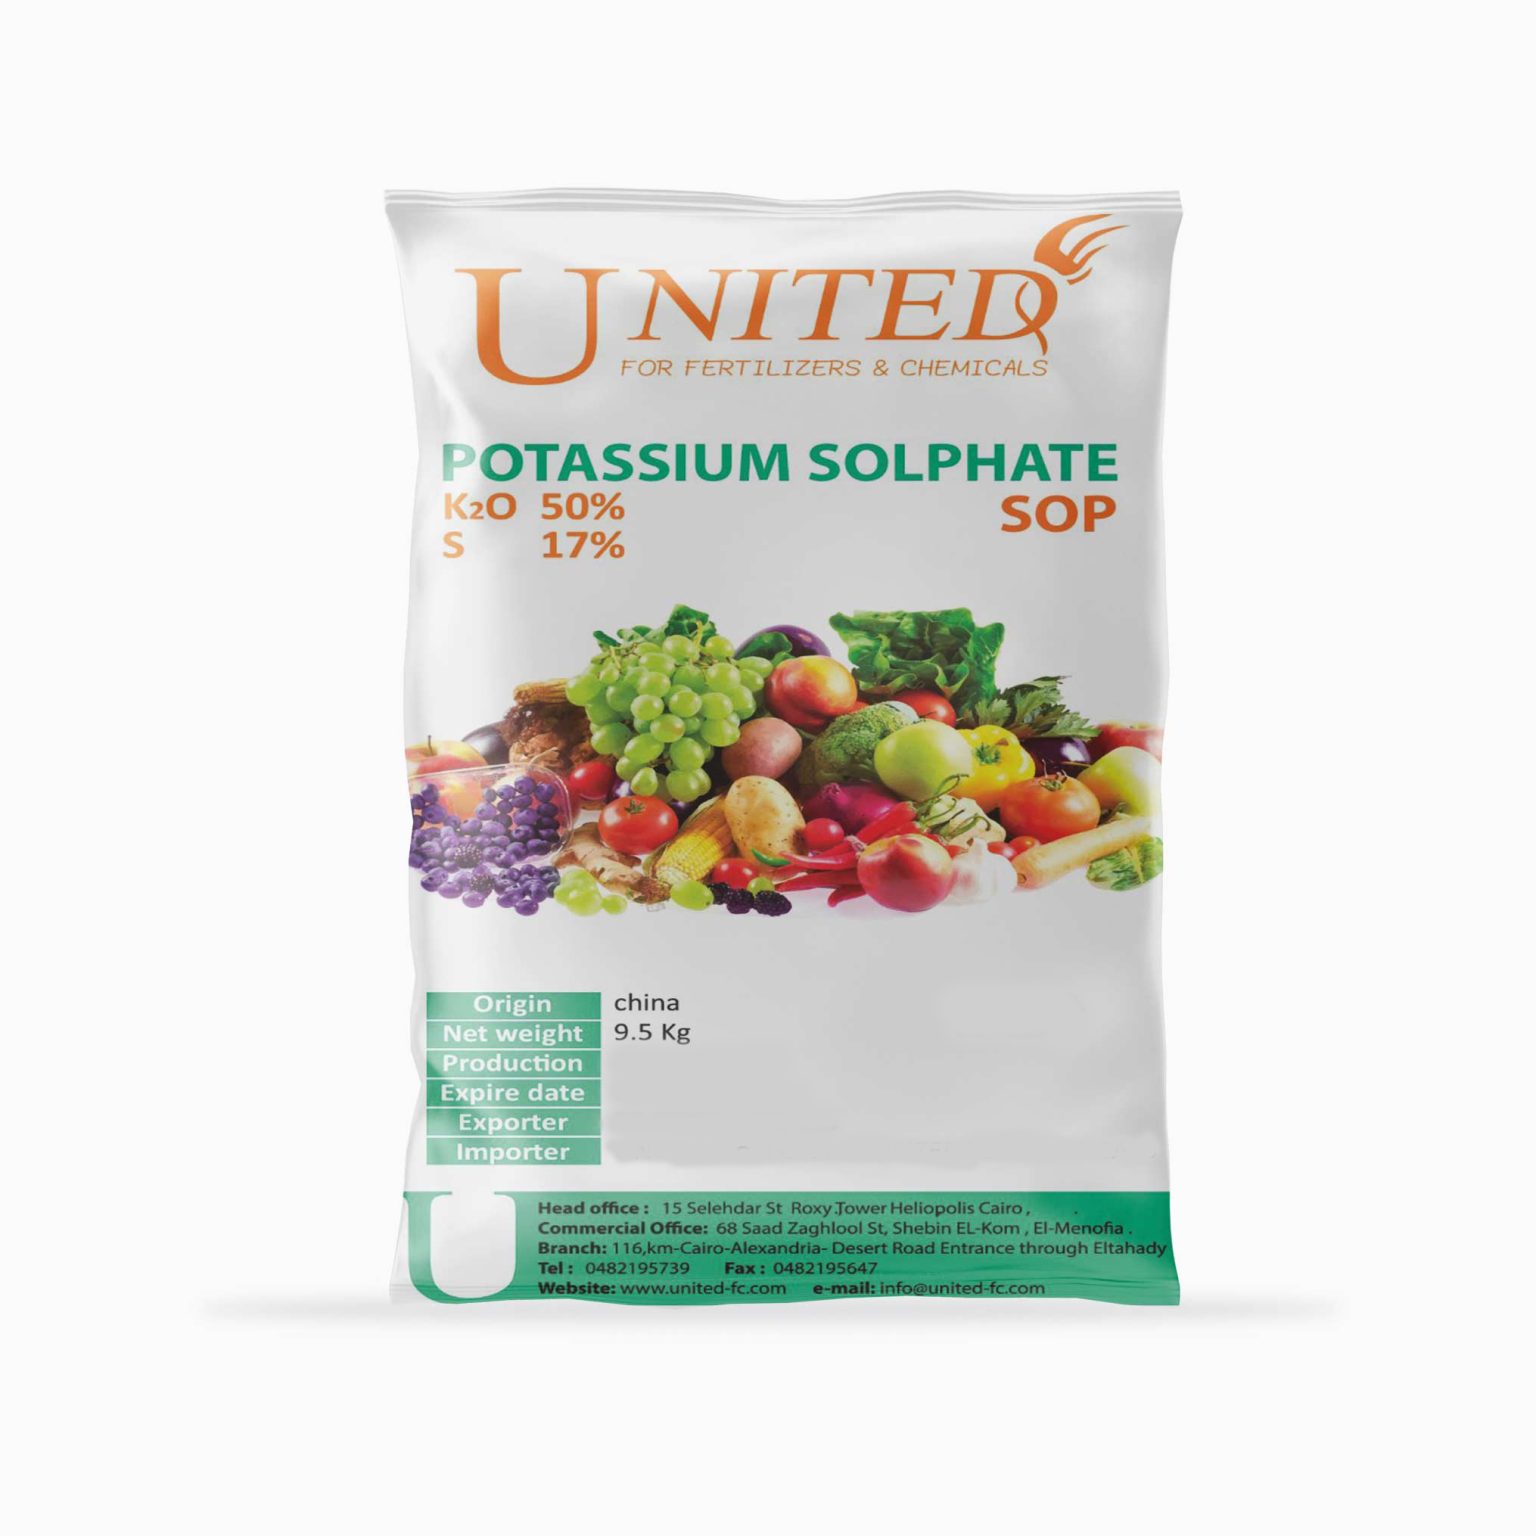 UNITED
FOR FERTILIZERS & CHEMICALS
POTASSIUM SOLPHATE
K₂O 50% SOP
S 17%
Origin china
Net weight 9.5 Kg
Production
Expire date
Exporter
Importer
U
Head office : 15 Selehdar St Roxy Tower Heliopolis Cairo ,
Commercial Office: 68 Saad Zaghlool St, Shebin EL-Kom , El-Menofia .
Branch: 116,km-Cairo-Alexandria- Desert Road Entrance through Eltahady
Tel : 0482195739 Fax : 0482195647
Website: www.united-fc.com e-mail: info@united-fc.com